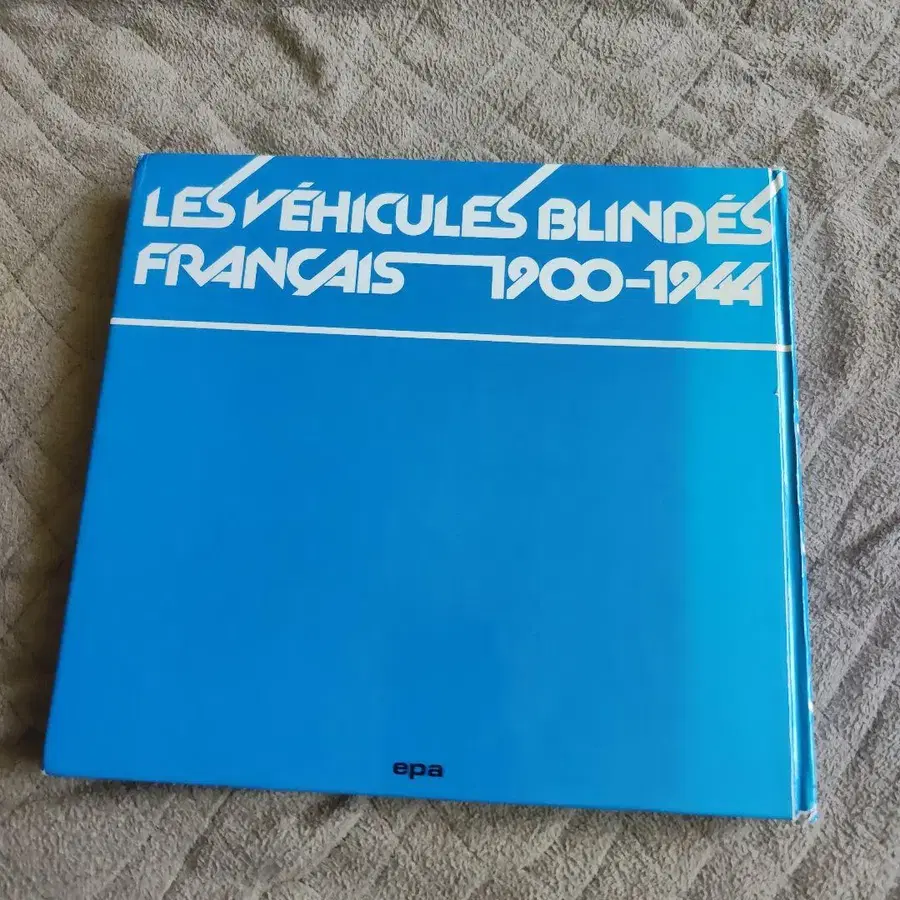 LES VÉHICULES BLINDÉS
FRANÇAIS 1900-1944
epa